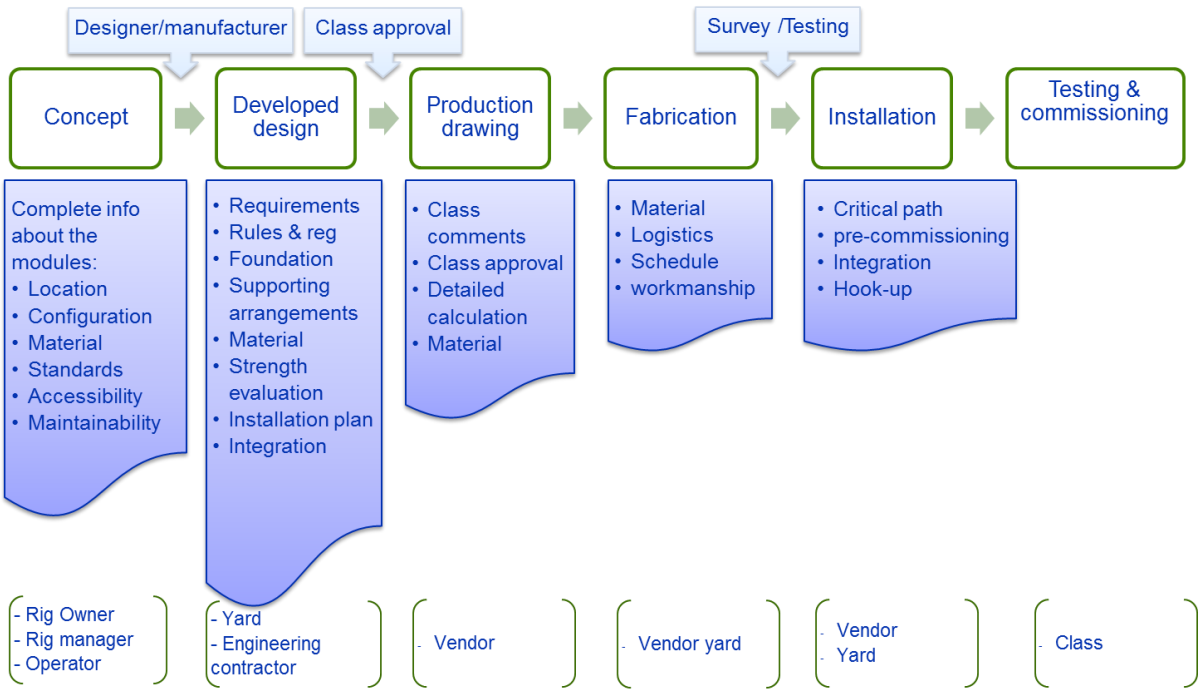 Designer/manufacturer
Class approval
Survey /Testing
Concept
Developed
design
Production
drawing
Fabrication
Installation
Testing &
commissioning
Complete info
about the
modules:
• Location
• Configuration
• Material
• Standards
• Accessibility
• Maintainability
• Requirements
• Rules & reg
• Foundation
• Supporting
arrangements
• Material
• Strength
evaluation
• Installation plan
• Integration
• Class
comments
• Class approval
• Detailed
calculation
• Material
• Material
• Logistics
• Schedule
• workmanship
• Critical path
• pre-commissioning
• Integration
• Hook-up
- Rig Owner
- Rig manager
- Operator
- Yard
- Engineering
contractor
- Vendor
- Vendor yard
- Vendor
- Yard
- Class